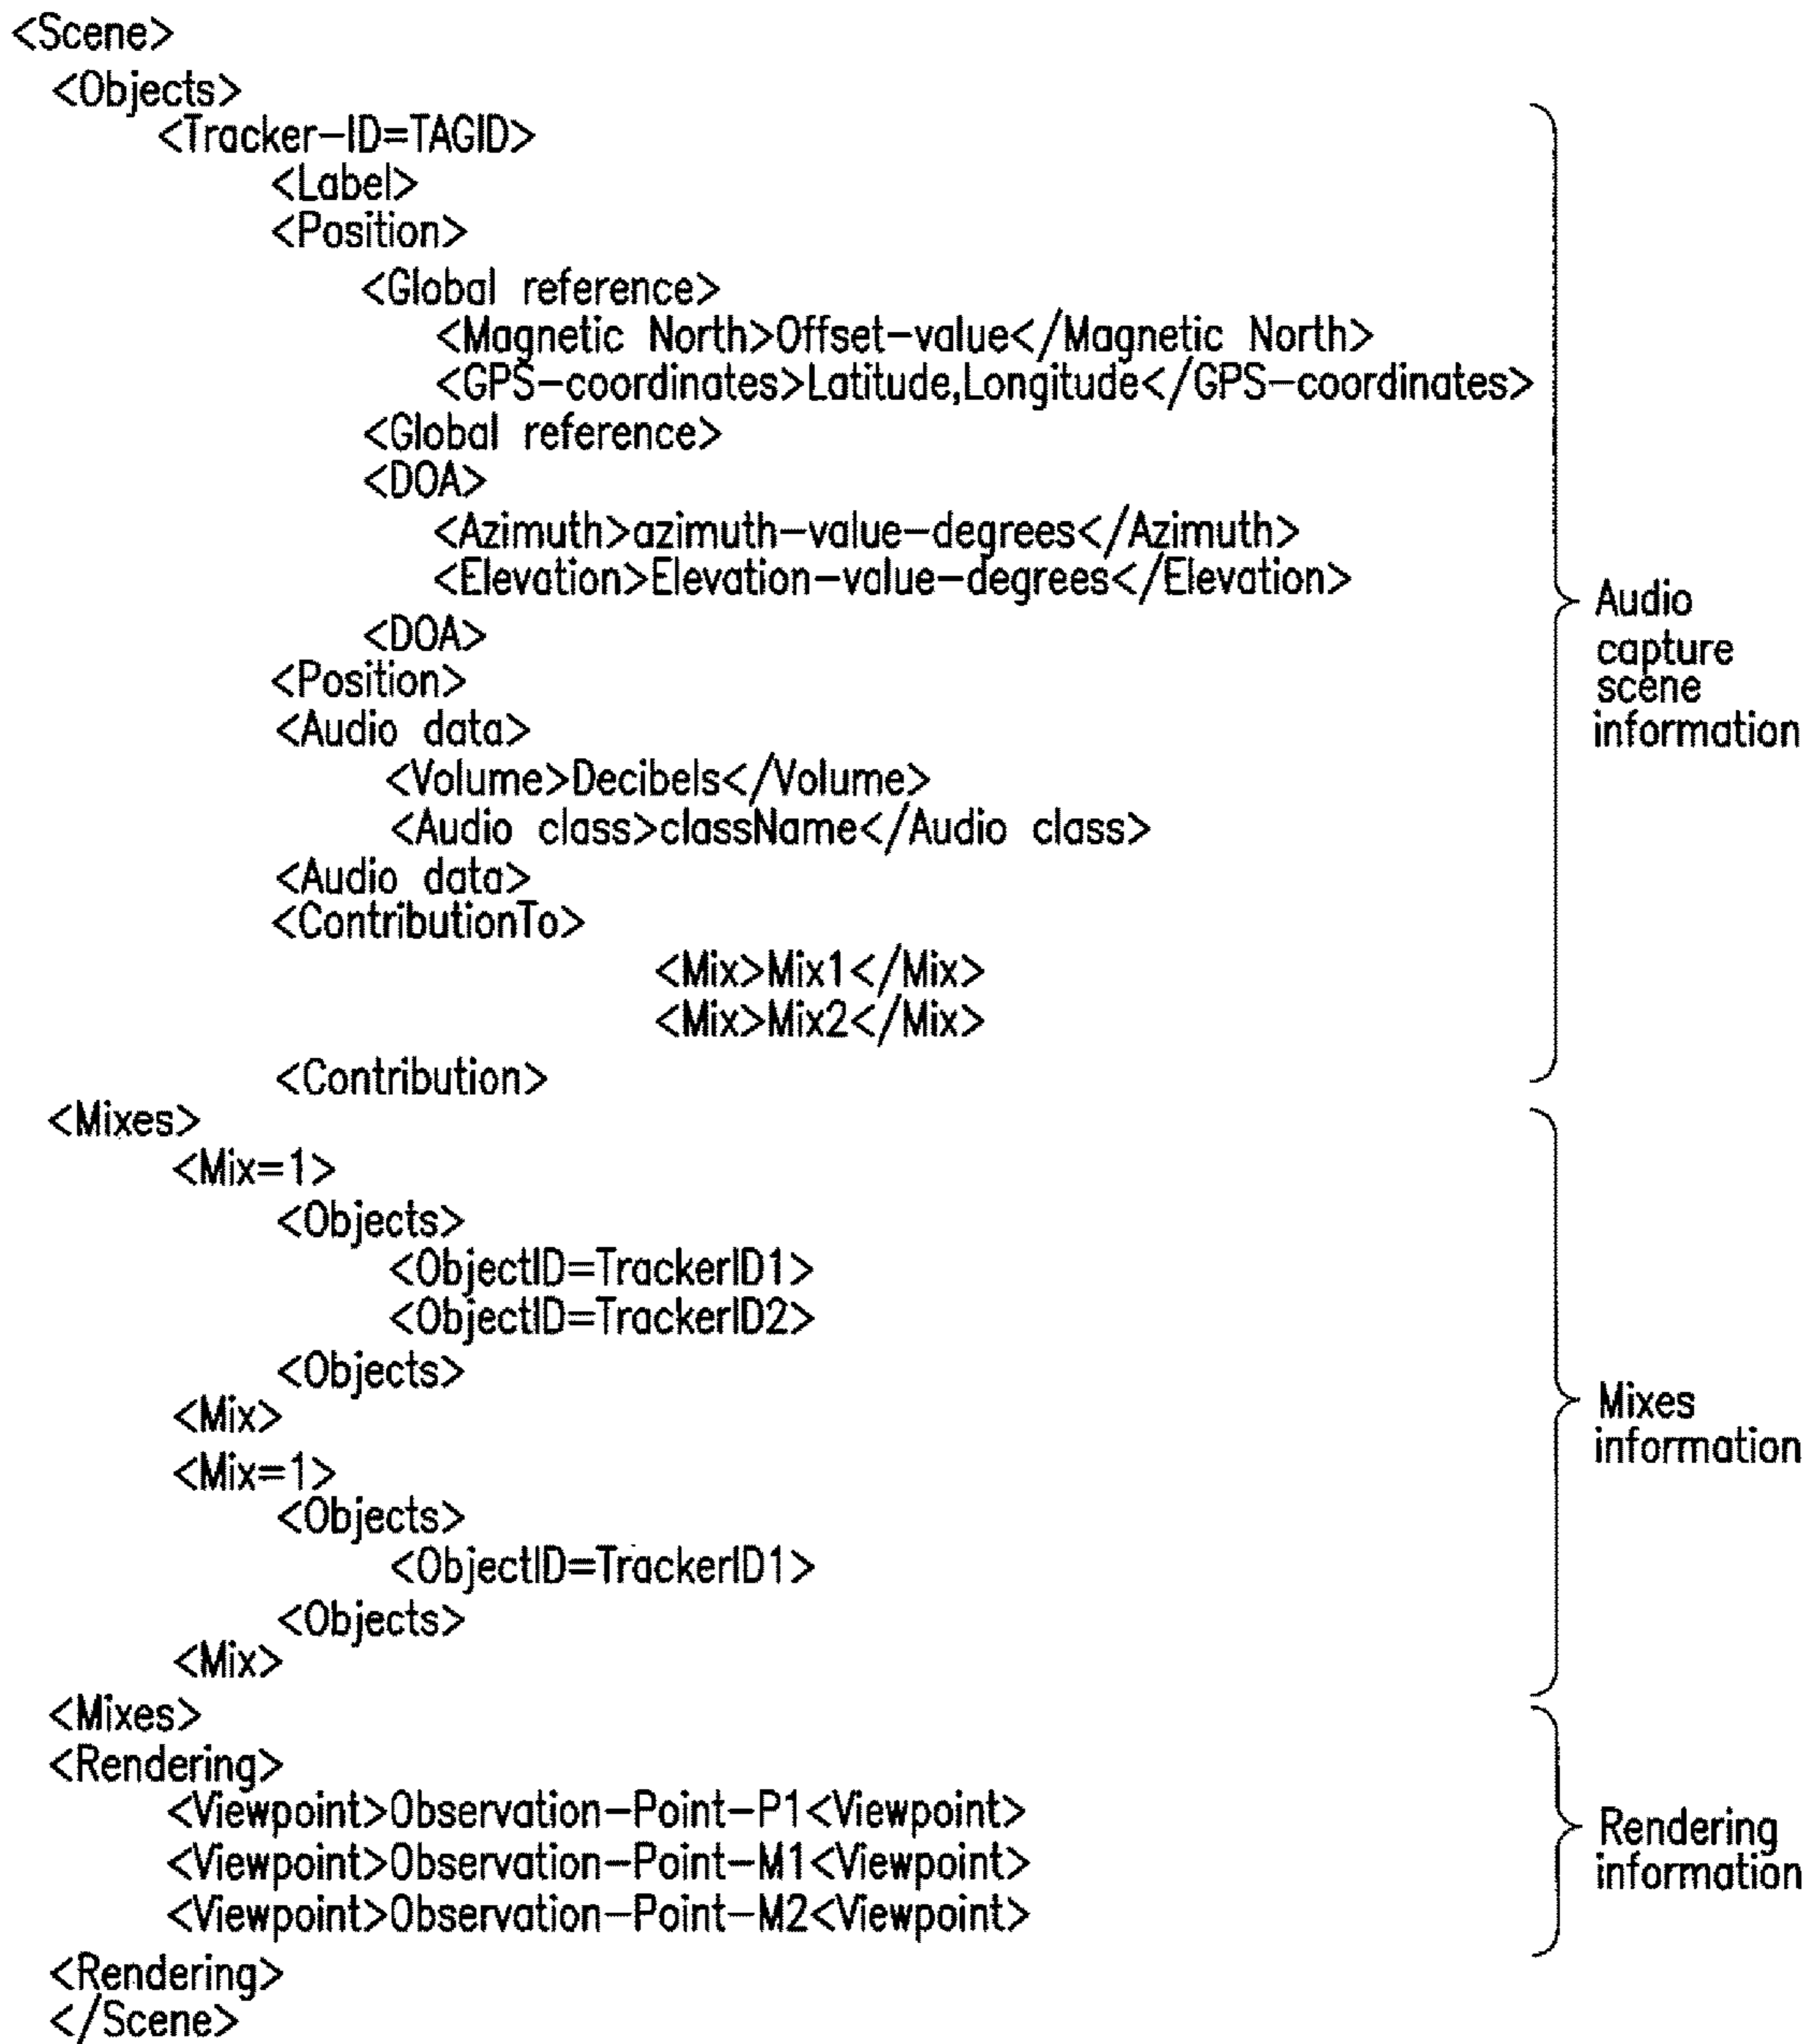 <Scene>
<Objects>
<Tracker-ID=TAGID>
<Label>
<Position>
<Global reference>
<Magnetic North>Offset-value</Magnetic North>
<GPS-coordinates>Latitude,Longitude</GPS-coordinates>
<Global reference>
<DOA>
<Azimuth>azimuth-value-degrees</Azimuth>
<Elevation>Elevation-value-degrees</Elevation>
<DOA>
<Position>
<Audio data>
<Volume>Decibels</Volume>
<Audio class>className</Audio class>
<Audio data>
<ContributionTo>
<Mix>Mix1</Mix>
<Mix>Mix2</Mix>
<Contribution>
Audio
capture
scene
information
<Mixes>
<Mix=1>
<Objects>
<ObjectID=TrackerID1>
<ObjectID=TrackerID2>
<Objects>
<Mix>
<Mix=1>
<Objects>
<ObjectID=TrackerID1>
<Objects>
<Mix>
Mixes
information
<Mixes>
<Rendering>
<Viewpoint>Observation-Point-P1<Viewpoint>
<Viewpoint>Observation-Point-M1<Viewpoint>
<Viewpoint>Observation-Point-M2<Viewpoint>
Rendering
information
<Rendering>
</Scene>